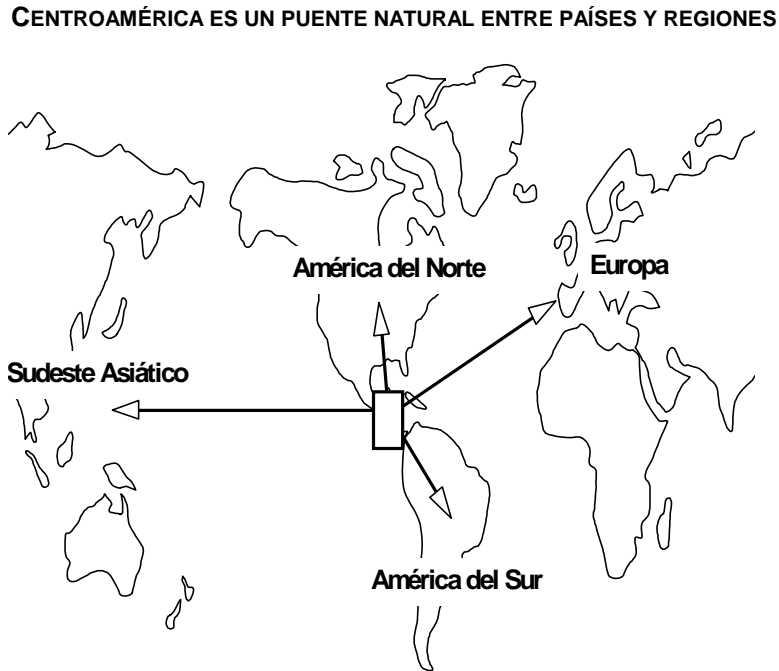 CENTROAMÉRICA ES UN PUENTE NATURAL ENTRE PAÍSES Y REGIONES
América del Norte
Europa
Sudeste Asiático
América del Sur